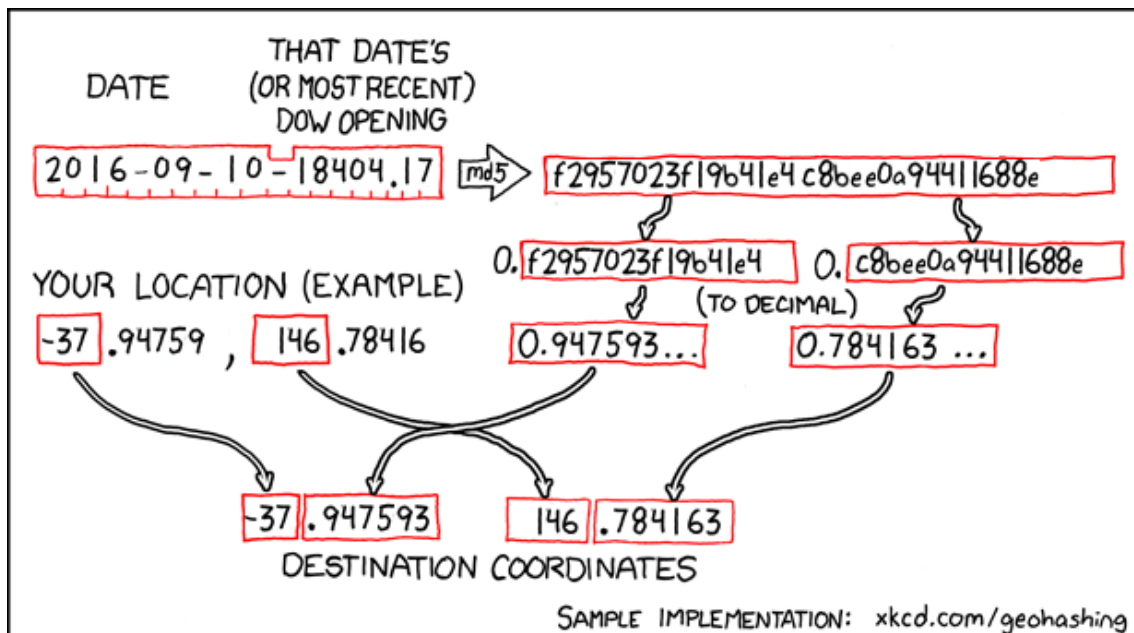 DATE
THAT DATE'S
(OR MOST RECENT)
DOW OPENING
2016-09-10-18404.17
md5
f2957023f19b41e4c8bee0a94411688e
0.f2957023f19b41e4
0.c8bee0a94411688e
(TO DECIMAL)
YOUR LOCATION (EXAMPLE)
-37.94759, 146.78416
0.947593...
0.784163...
-37.947593
146.784163
DESTINATION COORDINATES
SAMPLE IMPLEMENTATION: xkcd.com/geohashing